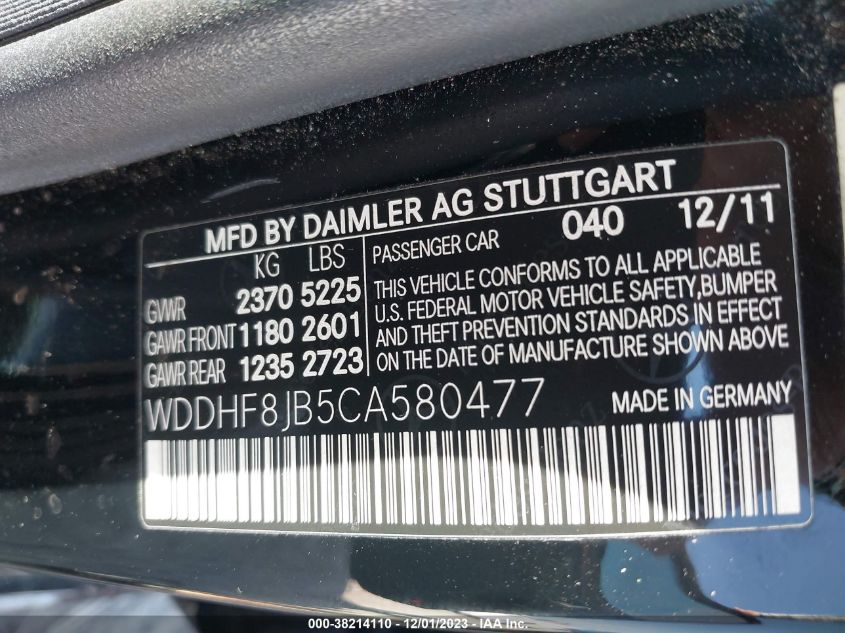 MFD BY DAIMLER AG STUTTGART
KG LBS
GVWR 2370 5225
GAWR FRONT 1180 2601
GAWR REAR 1235 2723
PASSENGER CAR 040 12/11
THIS VEHICLE CONFORMS TO ALL APPLICABLE
U.S. FEDERAL MOTOR VEHICLE SAFETY,BUMPER
AND THEFT PREVENTION STANDARDS IN EFFECT
ON THE DATE OF MANUFACTURE SHOWN ABOVE
WDDHF8JB5CA580477 MADE IN GERMANY
000-38214110 - 12/01/2023 - IAA Inc.